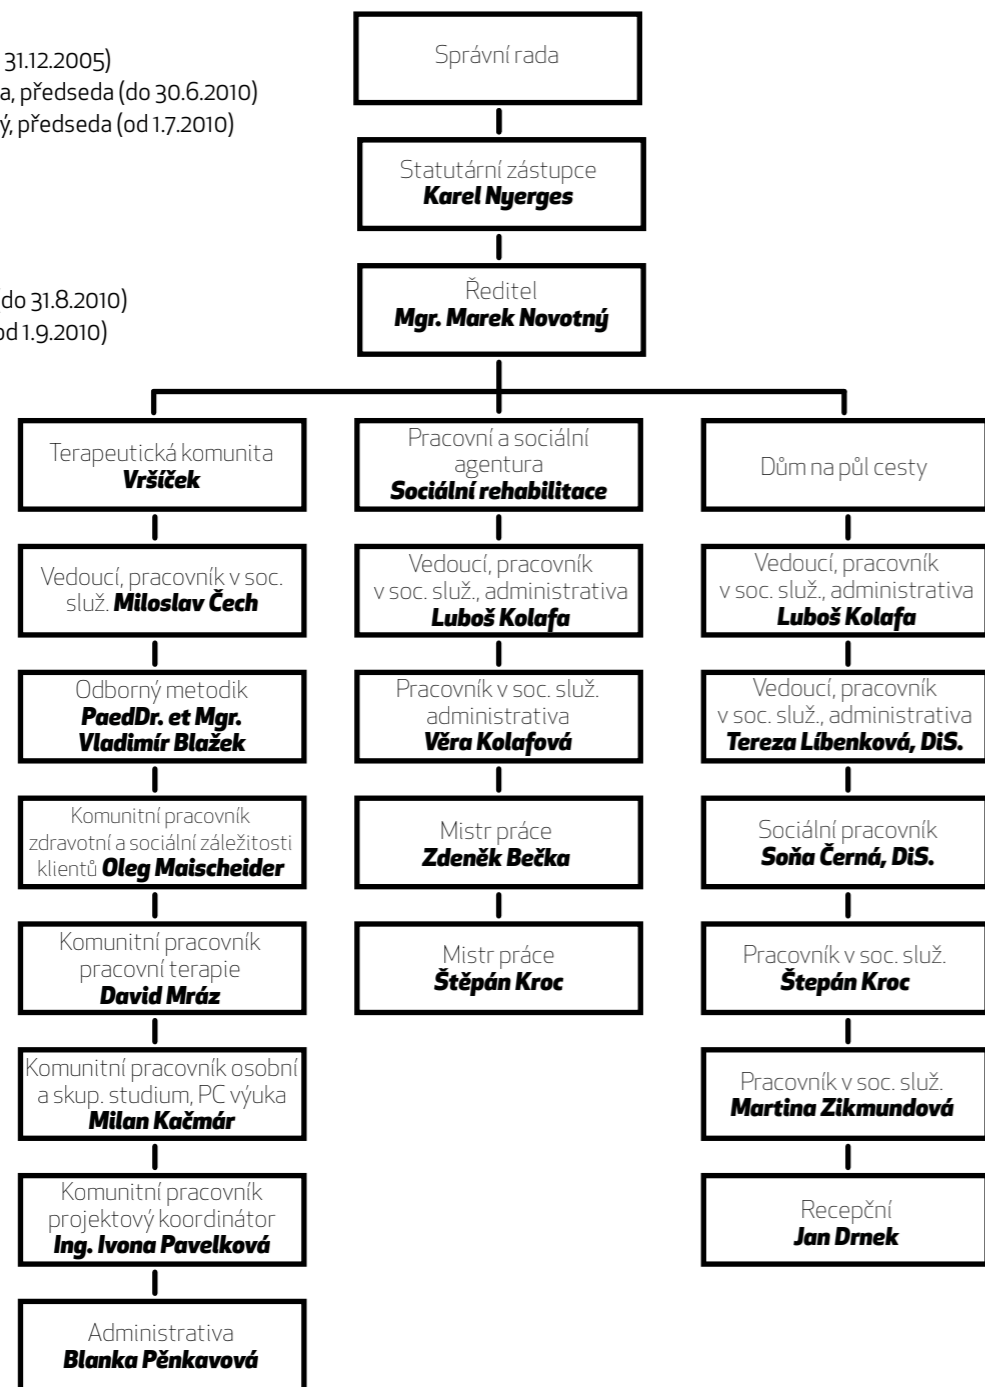 31.12.2005)
a, předseda (do 30.6.2010)
ý, předseda (od 1.7.2010)
do 31.8.2010)
od 1.9.2010)
Správní rada
Statutární zástupce
Karel Nyerges
Ředitel
Mgr. Marek Novotný
Terapeutická komunita
Vršíček
Vedoucí, pracovník v soc.
služ. Miloslav Čech
Odborný metodik
PaedDr. et Mgr.
Vladimír Blažek
Komunitní pracovník
zdravotní a sociální záležitosti
klientů Oleg Maischeider
Komunitní pracovník
pracovní terapie
David Mráz
Komunitní pracovník osobní
a skup. studium, PC výuka
Milan Kačmár
Komunitní pracovník
projektový koordinátor
Ing. Ivona Pavelková
Administrativa
Blanka Pěnkavová
Pracovní a sociální
agentura
Sociální rehabilitace
Vedoucí, pracovník
v soc. služ., administrativa
Luboš Kolafa
Pracovník v soc. služ.
administrativa
Věra Kolafová
Mistr práce
Zdeněk Bečka
Mistr práce
Štěpán Kroc
Dům na půl cesty
Vedoucí, pracovník
v soc. služ., administrativa
Luboš Kolafa
Vedoucí, pracovník
v soc. služ., administrativa
Tereza Líbenková, DiS.
Sociální pracovník
Soňa Černá, DiS.
Pracovník v soc. služ.
Štepán Kroc
Pracovník v soc. služ.
Martina Zikmundová
Recepční
Jan Drnek